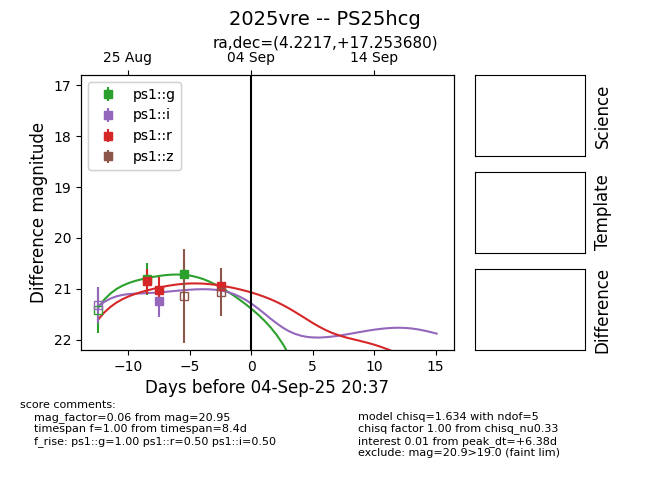 2025vre -- PS25hcg
ra,dec=(4.2217,+17.253680)
25 Aug 04 Sep 14 Sep
17
18
19
20
21
22
Difference magnitude
ps1::g
ps1::i
ps1::r
ps1::z
−10 −5 0 5 10 15
Days before 04-Sep-25 20:37
Science
Template
Difference
score comments:
mag_factor=0.06 from mag=20.95
timespan f=1.00 from timespan=8.4d
f_rise: ps1::g=1.00 ps1::r=0.50 ps1::i=0.50
model chisq=1.634 with ndof=5
chisq factor 1.00 from chisq_nu0.33
interest 0.01 from peak_dt=+6.38d
exclude: mag=20.9>19.0 (faint lim)